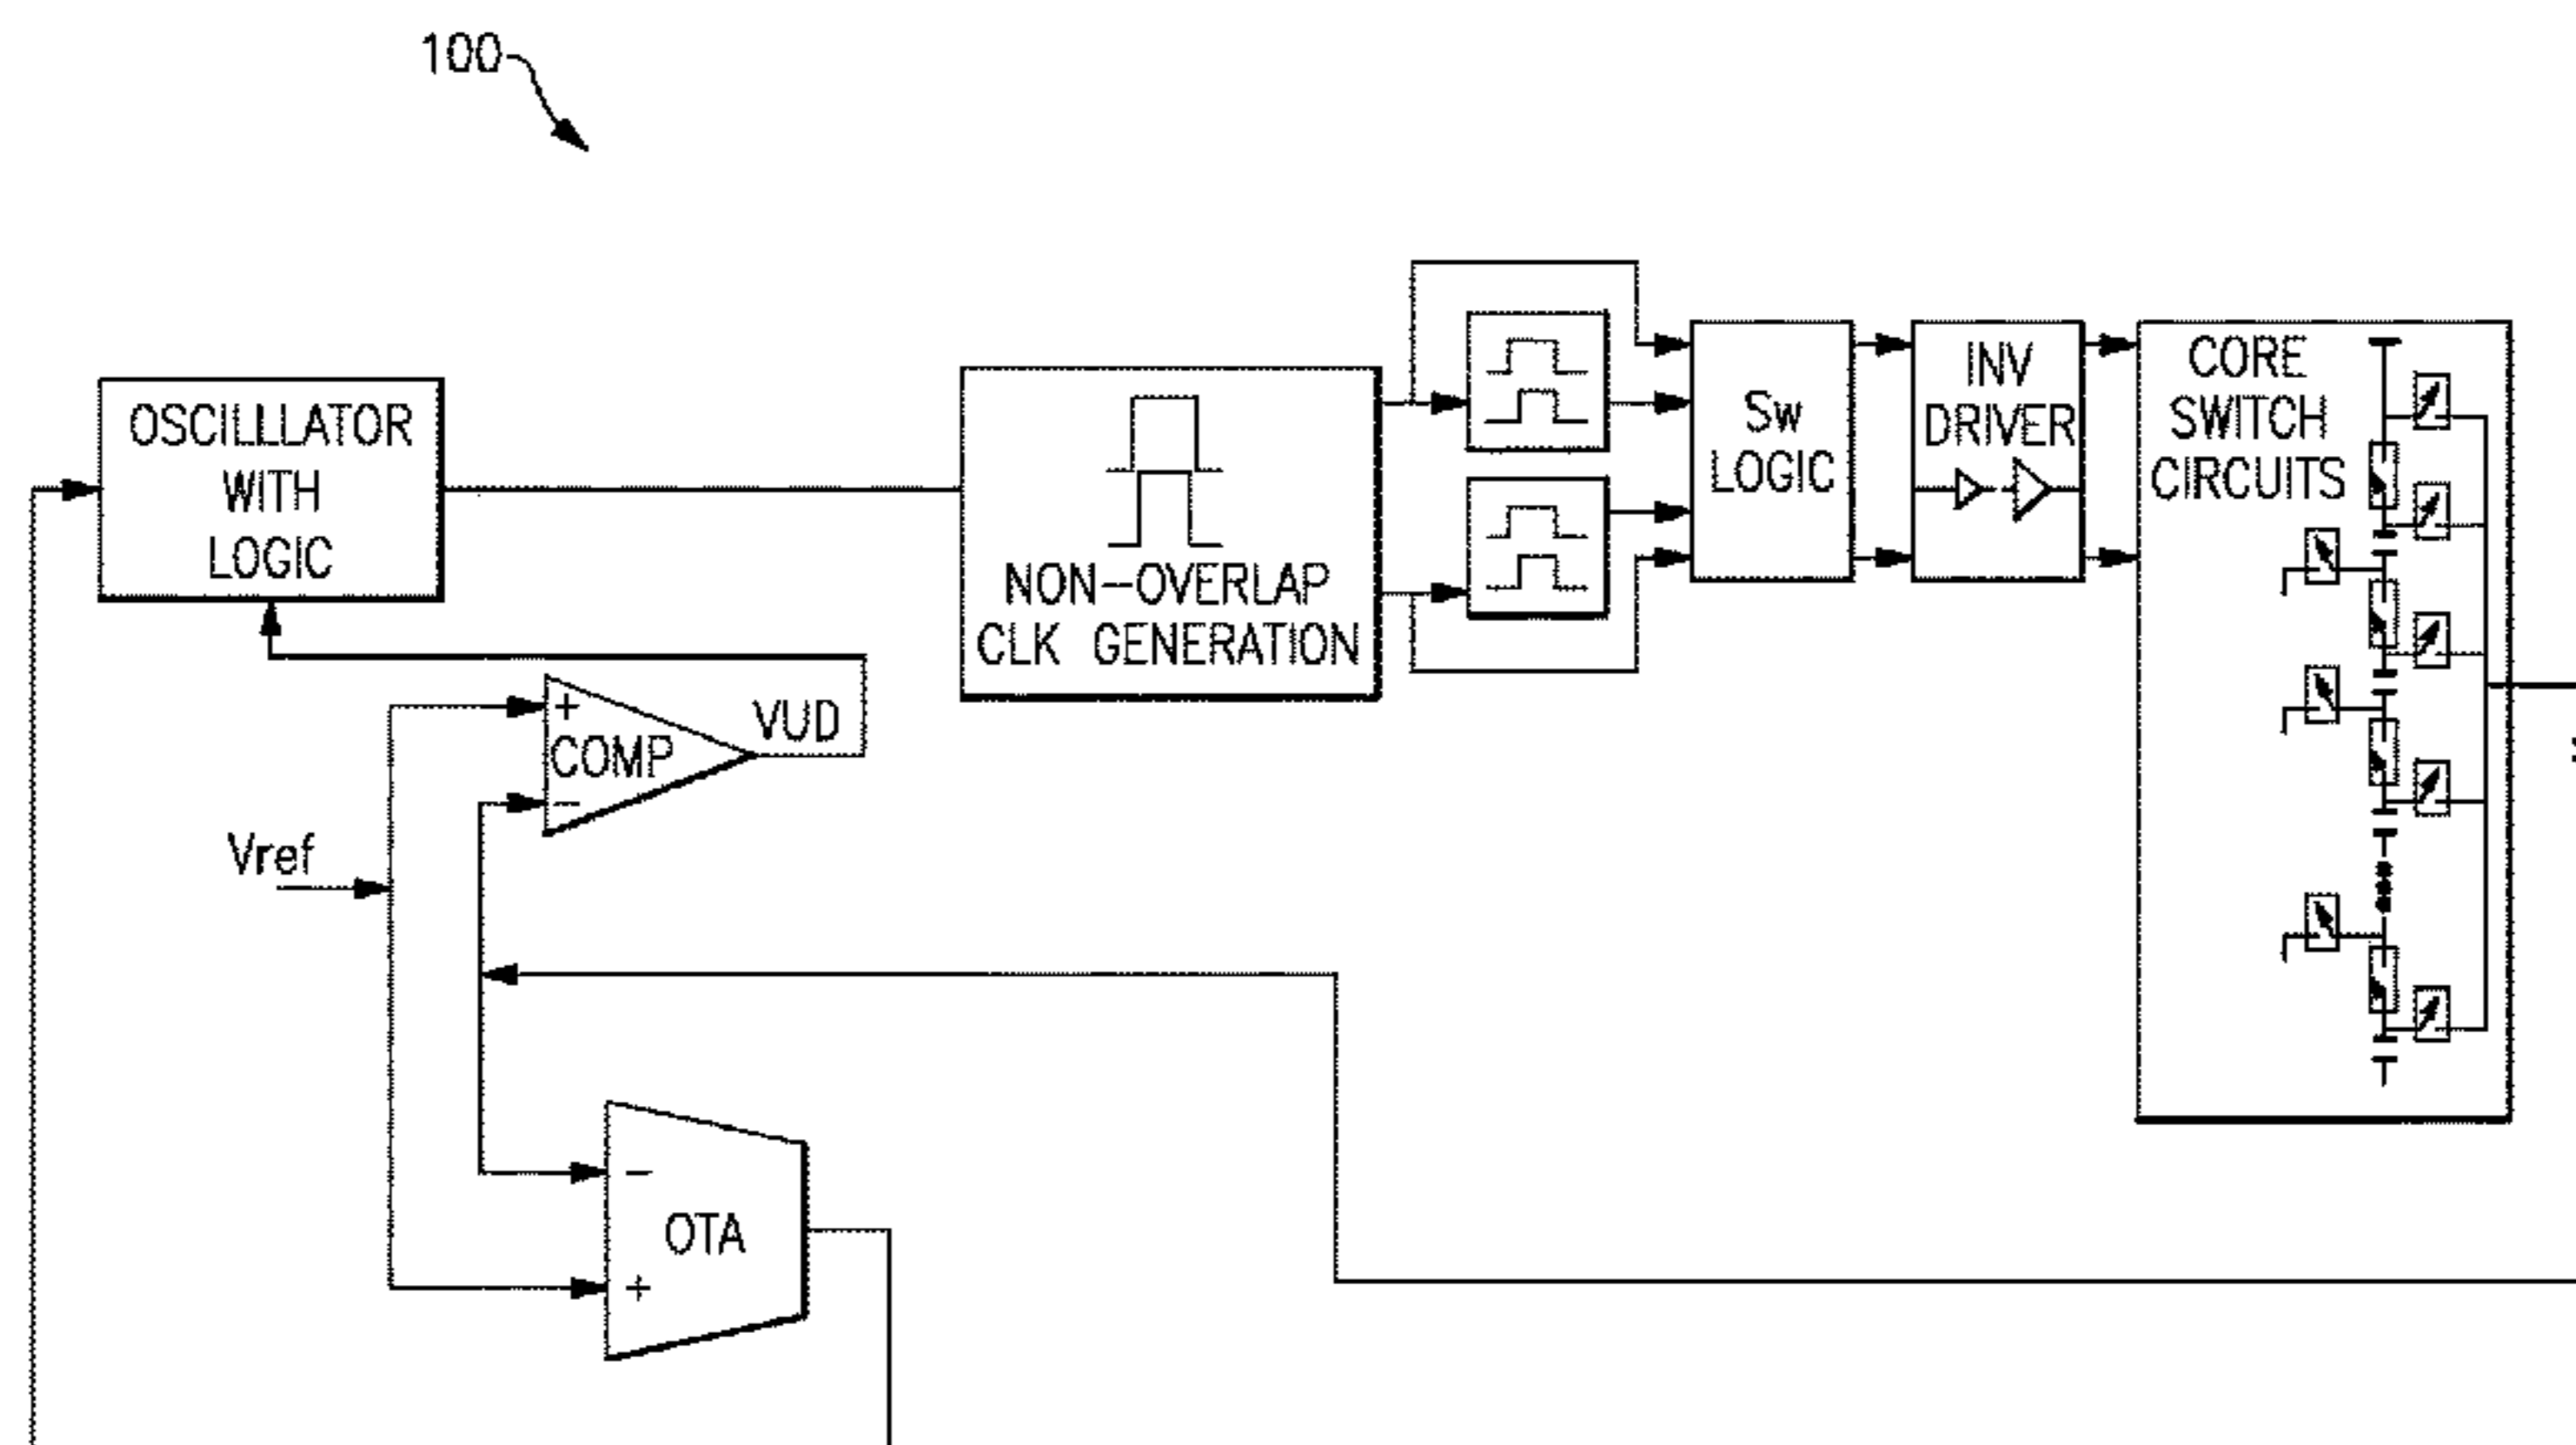 100
OSCILLLATOR
WITH
LOGIC
NON-OVERLAP
CLK GENERATION
Sw
LOGIC
INV
DRIVER
CORE
SWITCH
CIRCUITS
+
COMP
-
VUD
Vref
-
OTA
+